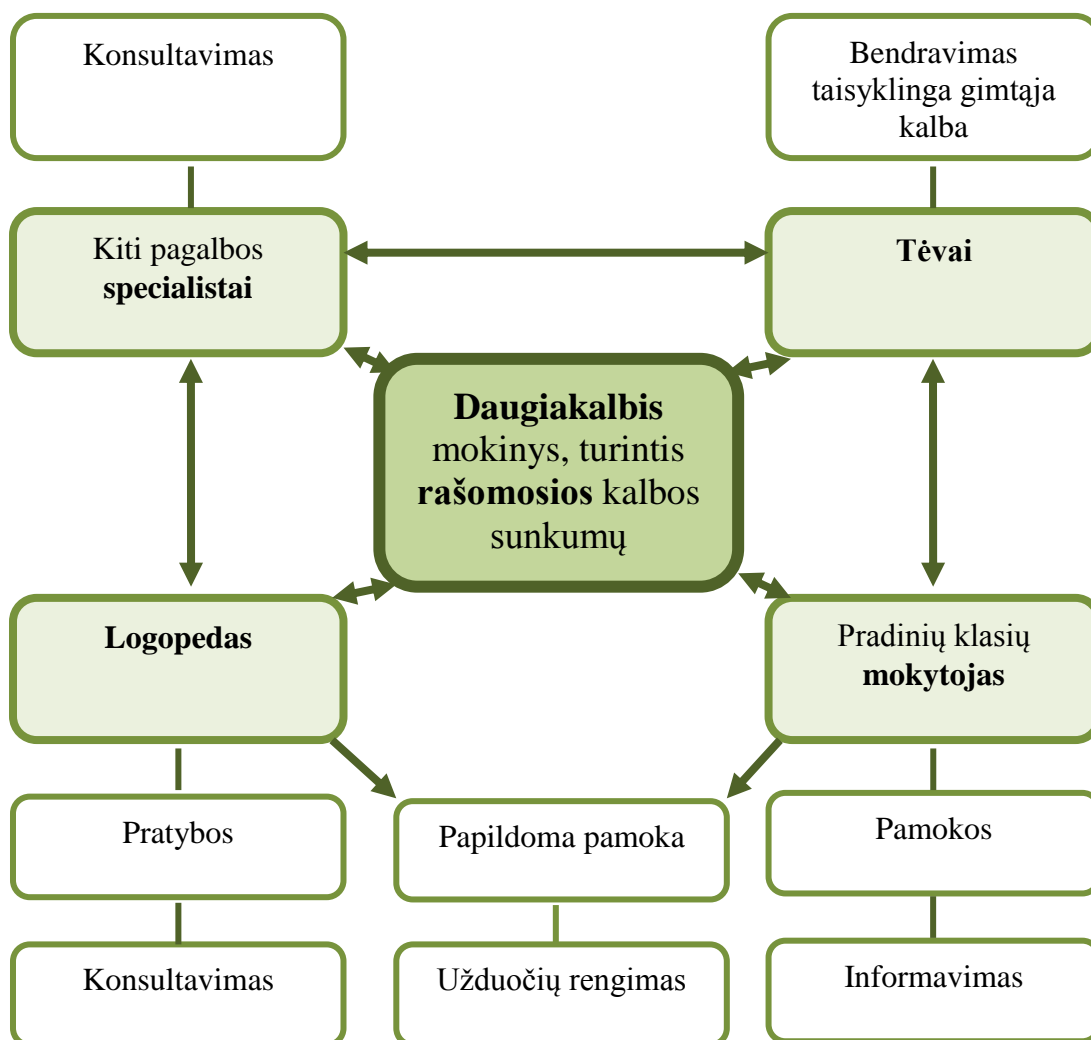 Konsultavimas
Bendravimas
taisyklinga gimtąja
kalba
Kiti pagalbos
specialistai
Tėvai
Daugiakalbis
mokinys, turintis
rašomosios kalbos
sunkumų
Logopedas
Pradinių klasių
mokytojas
Pratybos
Papildoma pamoka
Pamokos
Konsultavimas
Užduočių rengimas
Informavimas